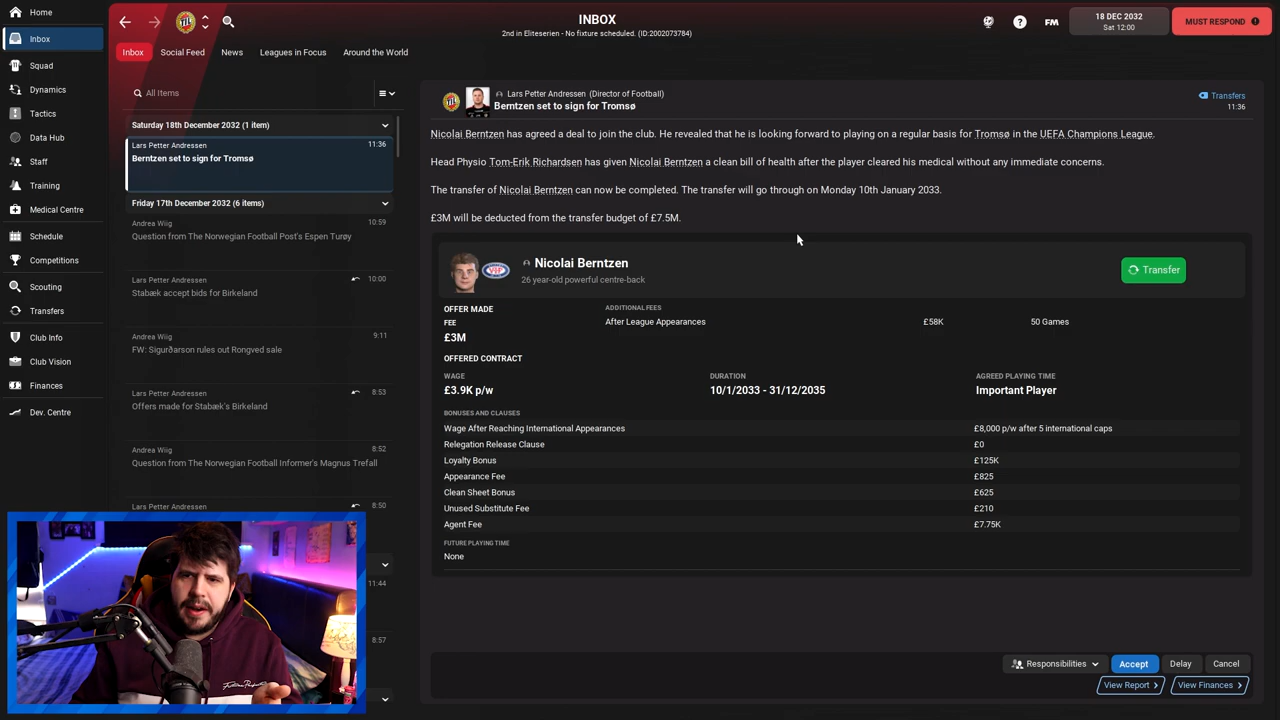 Home
Inbox
Squad
Dynamics
Tactics
Data Hub
Staff
Training
Medical Centre
Schedule
Competitions
Scouting
Transfers
Club Info
Club Vision
Finances
Dev. Centre
INBOX
2nd in Eliteserien - No fixture scheduled. (ID:2002073784)
FM
18 DEC 2032
Sat 12:00
MUST RESPOND
Inbox
Social Feed
News
Leagues in Focus
Around the World
All Items
Saturday 18th December 2032 (1 item)
Lars Petter Andressen 11:36
Berntzen set to sign for Tromsø
Friday 17th December 2032 (6 items)
Andrea Wiig 10:59
Question from The Norwegian Football Post's Espen Turøy
Lars Petter Andressen 10:00
Stabæk accept bids for Birkeland
Andrea Wiig 9:11
FW: Sigurðarson rules out Rongved sale
Lars Petter Andressen 8:53
Offers made for Stabæk's Birkeland
Andrea Wiig 8:52
Question from The Norwegian Football Informer's Magnus Trefall
Lars Petter Andressen 8:50
11:44
8:57
Lars Petter Andressen (Director of Football)
Berntzen set to sign for Tromsø
Transfers
11:36
Nicolai Berntzen has agreed a deal to join the club. He revealed that he is looking forward to playing on a regular basis for Tromsø in the UEFA Champions League.
Head Physio Tom-Erik Richardsen has given Nicolai Berntzen a clean bill of health after the player cleared his medical without any immediate concerns.
The transfer of Nicolai Berntzen can now be completed. The transfer will go through on Monday 10th January 2033.
£3M will be deducted from the transfer budget of £7.5M.
Nicolai Berntzen
26 year-old powerful centre-back
Transfer
OFFER MADE
ADDITIONAL FEES
FEE
After League Appearances £58K 50 Games
£3M
OFFERED CONTRACT
WAGE DURATION AGREED PLAYING TIME
£3.9K p/w 10/1/2033 - 31/12/2035 Important Player
BONUSES AND CLAUSES
Wage After Reaching International Appearances £8,000 p/w after 5 international caps
Relegation Release Clause £0
Loyalty Bonus £125K
Appearance Fee £825
Clean Sheet Bonus £625
Unused Substitute Fee £210
Agent Fee £7.75K
FUTURE PLAYING TIME
None
Responsibilities Accept Delay Cancel
View Report View Finances